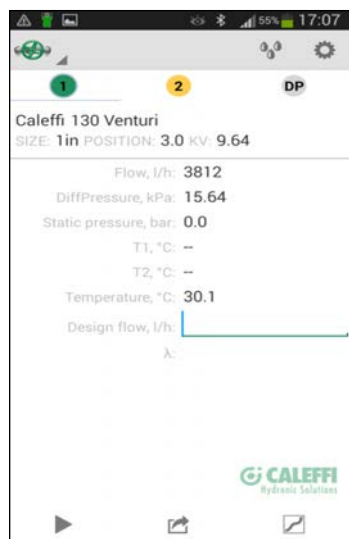 55% 17:07
1 2 DP
Caleffi 130 Venturi
SIZE: 1in POSITION: 3.0 KV: 9.64
Flow, l/h: 3812
DiffPressure, kPa: 15.64
Static pressure, bar: 0.0
T1, °C: --
T2, °C: --
Temperature, °C: 30.1
Design flow, l/h:
λ:
CALEFFI
Hydronic Solutions